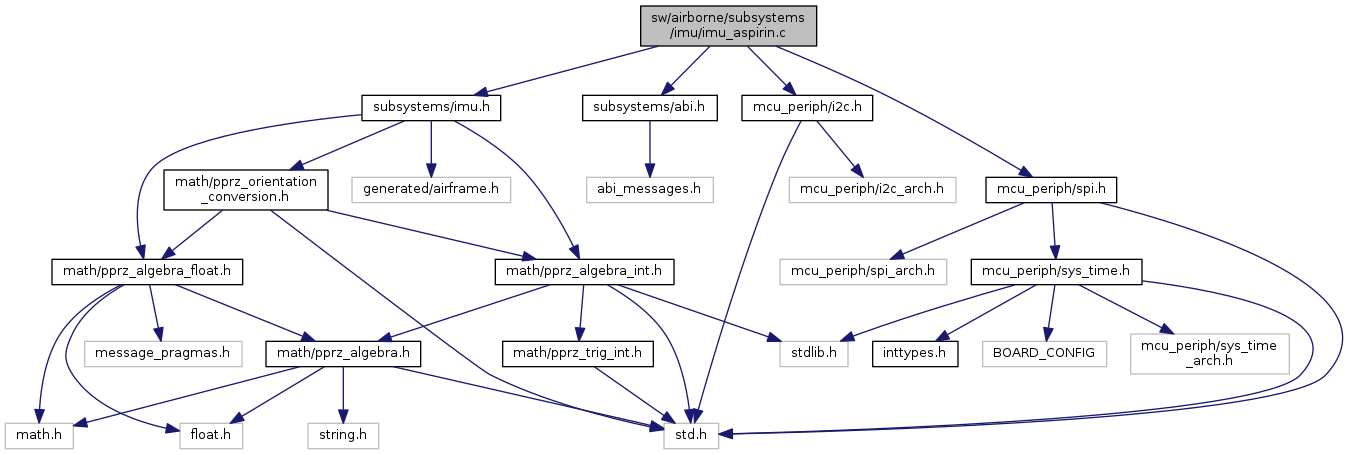 sw/airborne/subsystems
/imu/imu_aspirin.c
subsystems/imu.h
subsystems/abi.h
mcu_periph/i2c.h
math/pprz_orientation
_conversion.h
generated/airframe.h
abi_messages.h
mcu_periph/i2c_arch.h
mcu_periph/spi.h
math/pprz_algebra_float.h
math/pprz_algebra_int.h
mcu_periph/spi_arch.h
mcu_periph/sys_time.h
message_pragmas.h
math/pprz_algebra.h
math/pprz_trig_int.h
stdlib.h
inttypes.h
BOARD_CONFIG
mcu_periph/sys_time
_arch.h
math.h
float.h
string.h
std.h